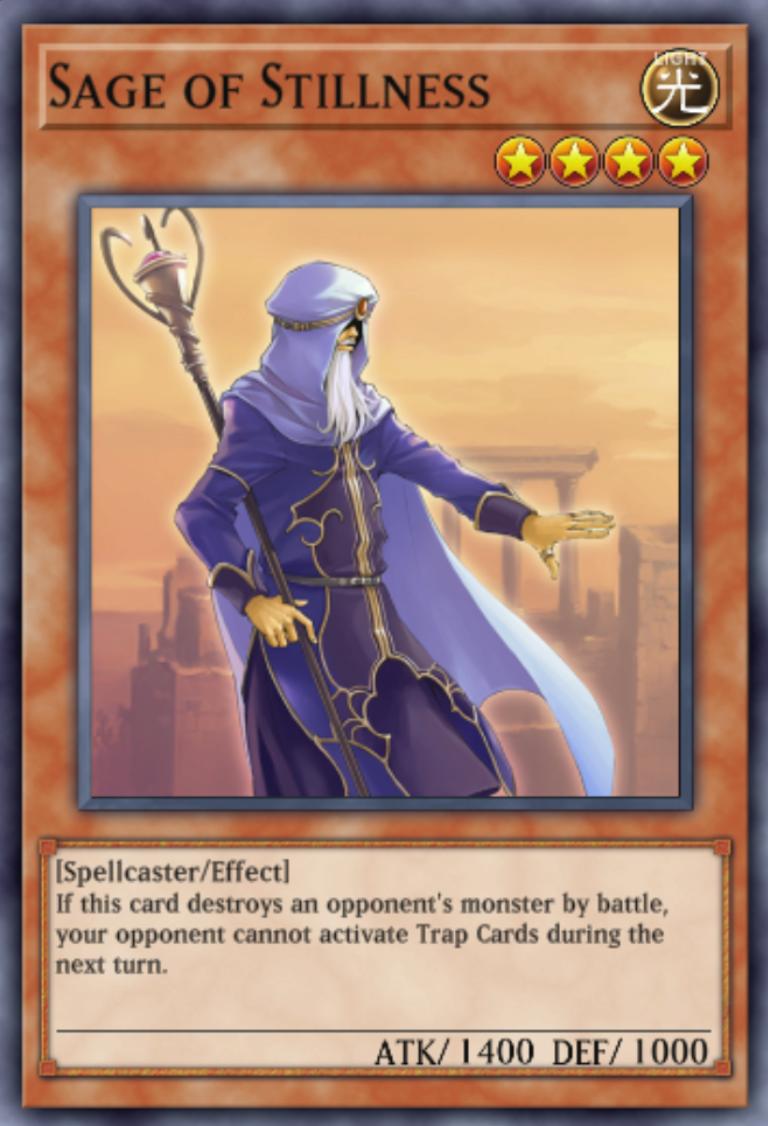 Sage of Stillness
LIGHT
光
[Spellcaster/Effect]
If this card destroys an opponent's monster by battle,
your opponent cannot activate Trap Cards during the
next turn.
ATK/ 1400 DEF/ 1000